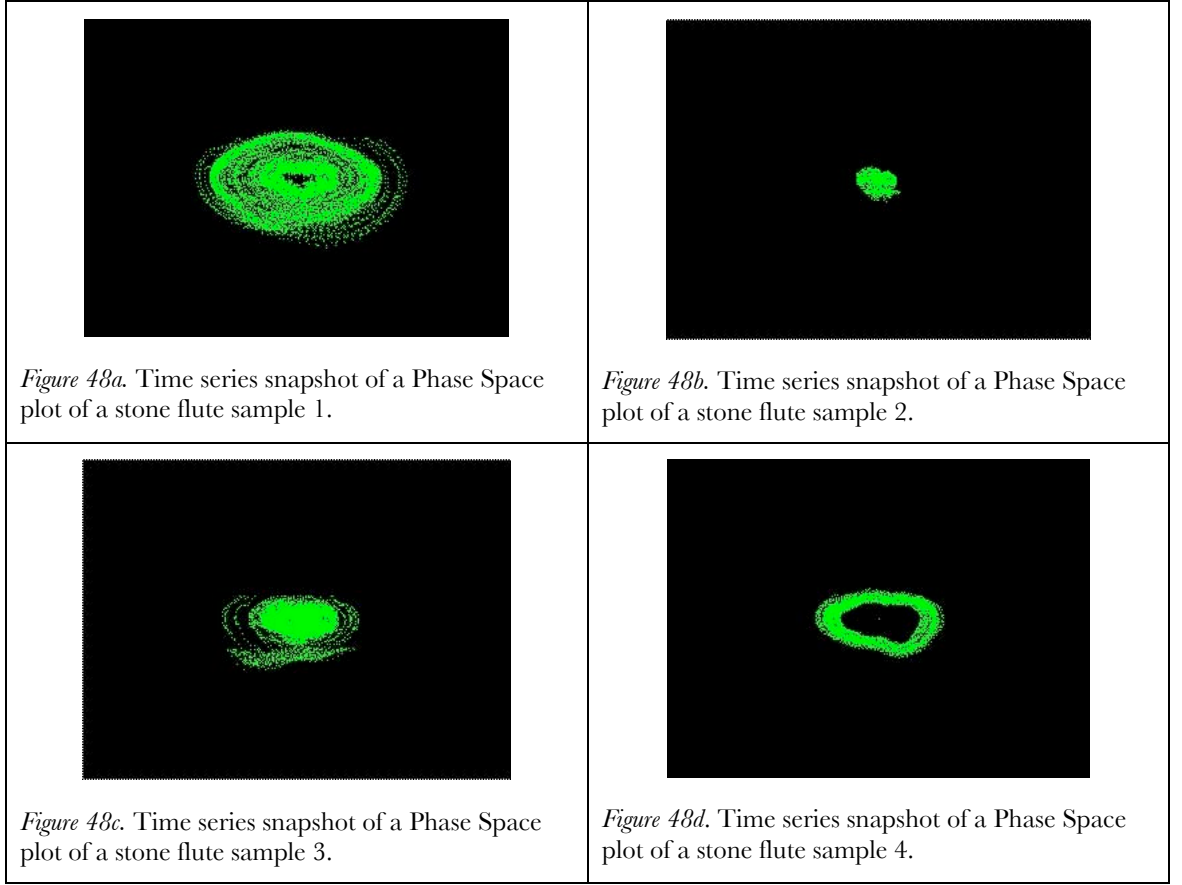 Figure 48a. Time series snapshot of a Phase Space
plot of a stone flute sample 1.
Figure 48b. Time series snapshot of a Phase Space
plot of a stone flute sample 2.
Figure 48c. Time series snapshot of a Phase Space
plot of a stone flute sample 3.
Figure 48d. Time series snapshot of a Phase Space
plot of a stone flute sample 4.